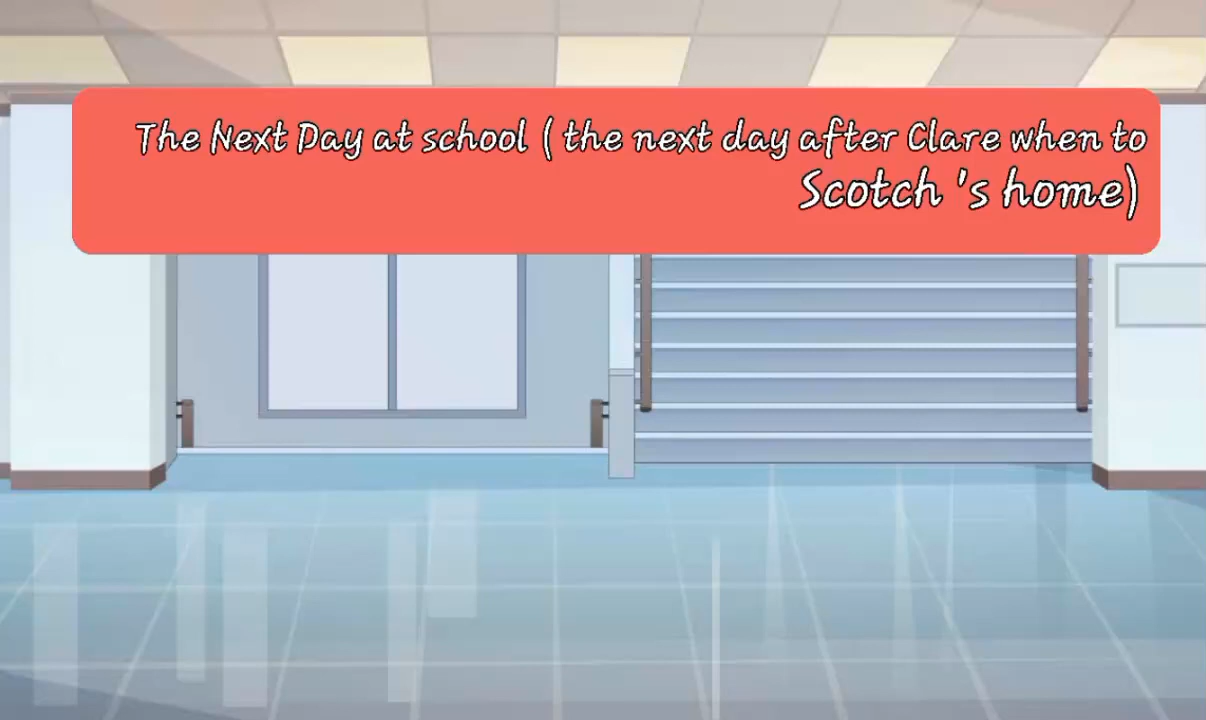 The Next Day at school ( the next day after Clare when to
Scotch 's home)